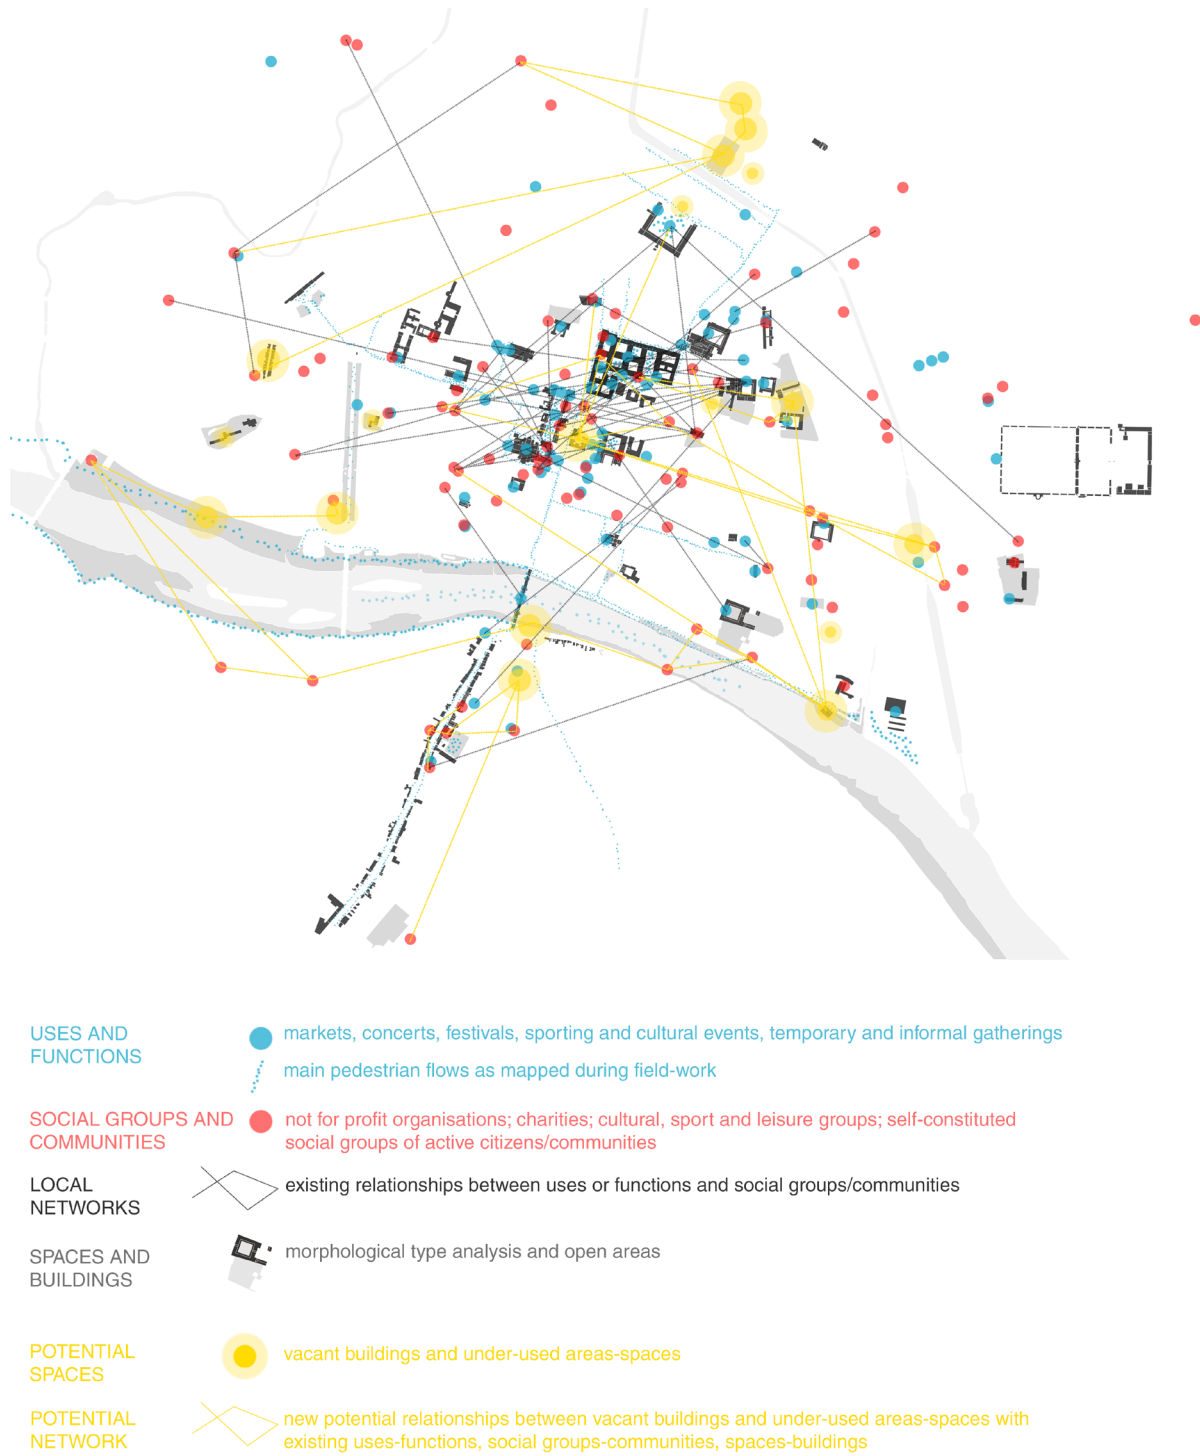 USES AND
FUNCTIONS
markets, concerts, festivals, sporting and cultural events, temporary and informal gatherings
main pedestrian flows as mapped during field-work
SOCIAL GROUPS AND
COMMUNITIES
not for profit organisations; charities; cultural, sport and leisure groups; self-constituted
social groups of active citizens/communities
LOCAL
NETWORKS
existing relationships between uses or functions and social groups/communities
SPACES AND
BUILDINGS
morphological type analysis and open areas
POTENTIAL
SPACES
vacant buildings and under-used areas-spaces
POTENTIAL
NETWORK
new potential relationships between vacant buildings and under-used areas-spaces with
existing uses-functions, social groups-communities, spaces-buildings